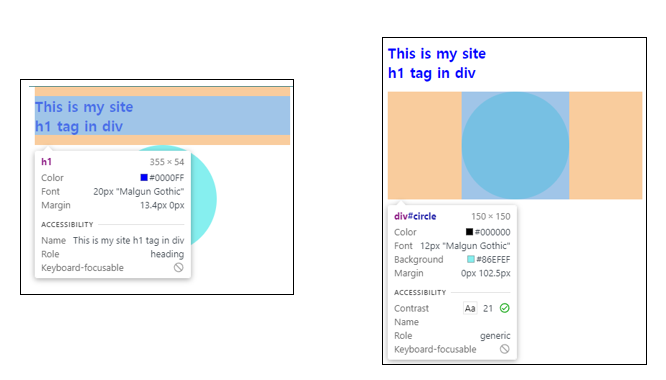 This is my site
h1 tag in div
h1 355 × 54
Color #0000FF
Font 20px "Malgun Gothic"
Margin 13.4px 0px
ACCESSIBILITY
Name This is my site h1 tag in div
Role heading
Keyboard-focusable
This is my site
h1 tag in div
div#circle 150 × 150
Color #000000
Font 12px "Malgun Gothic"
Background #86EFEF
Margin 0px 102.5px
ACCESSIBILITY
Contrast Aa 21
Name
Role generic
Keyboard-focusable